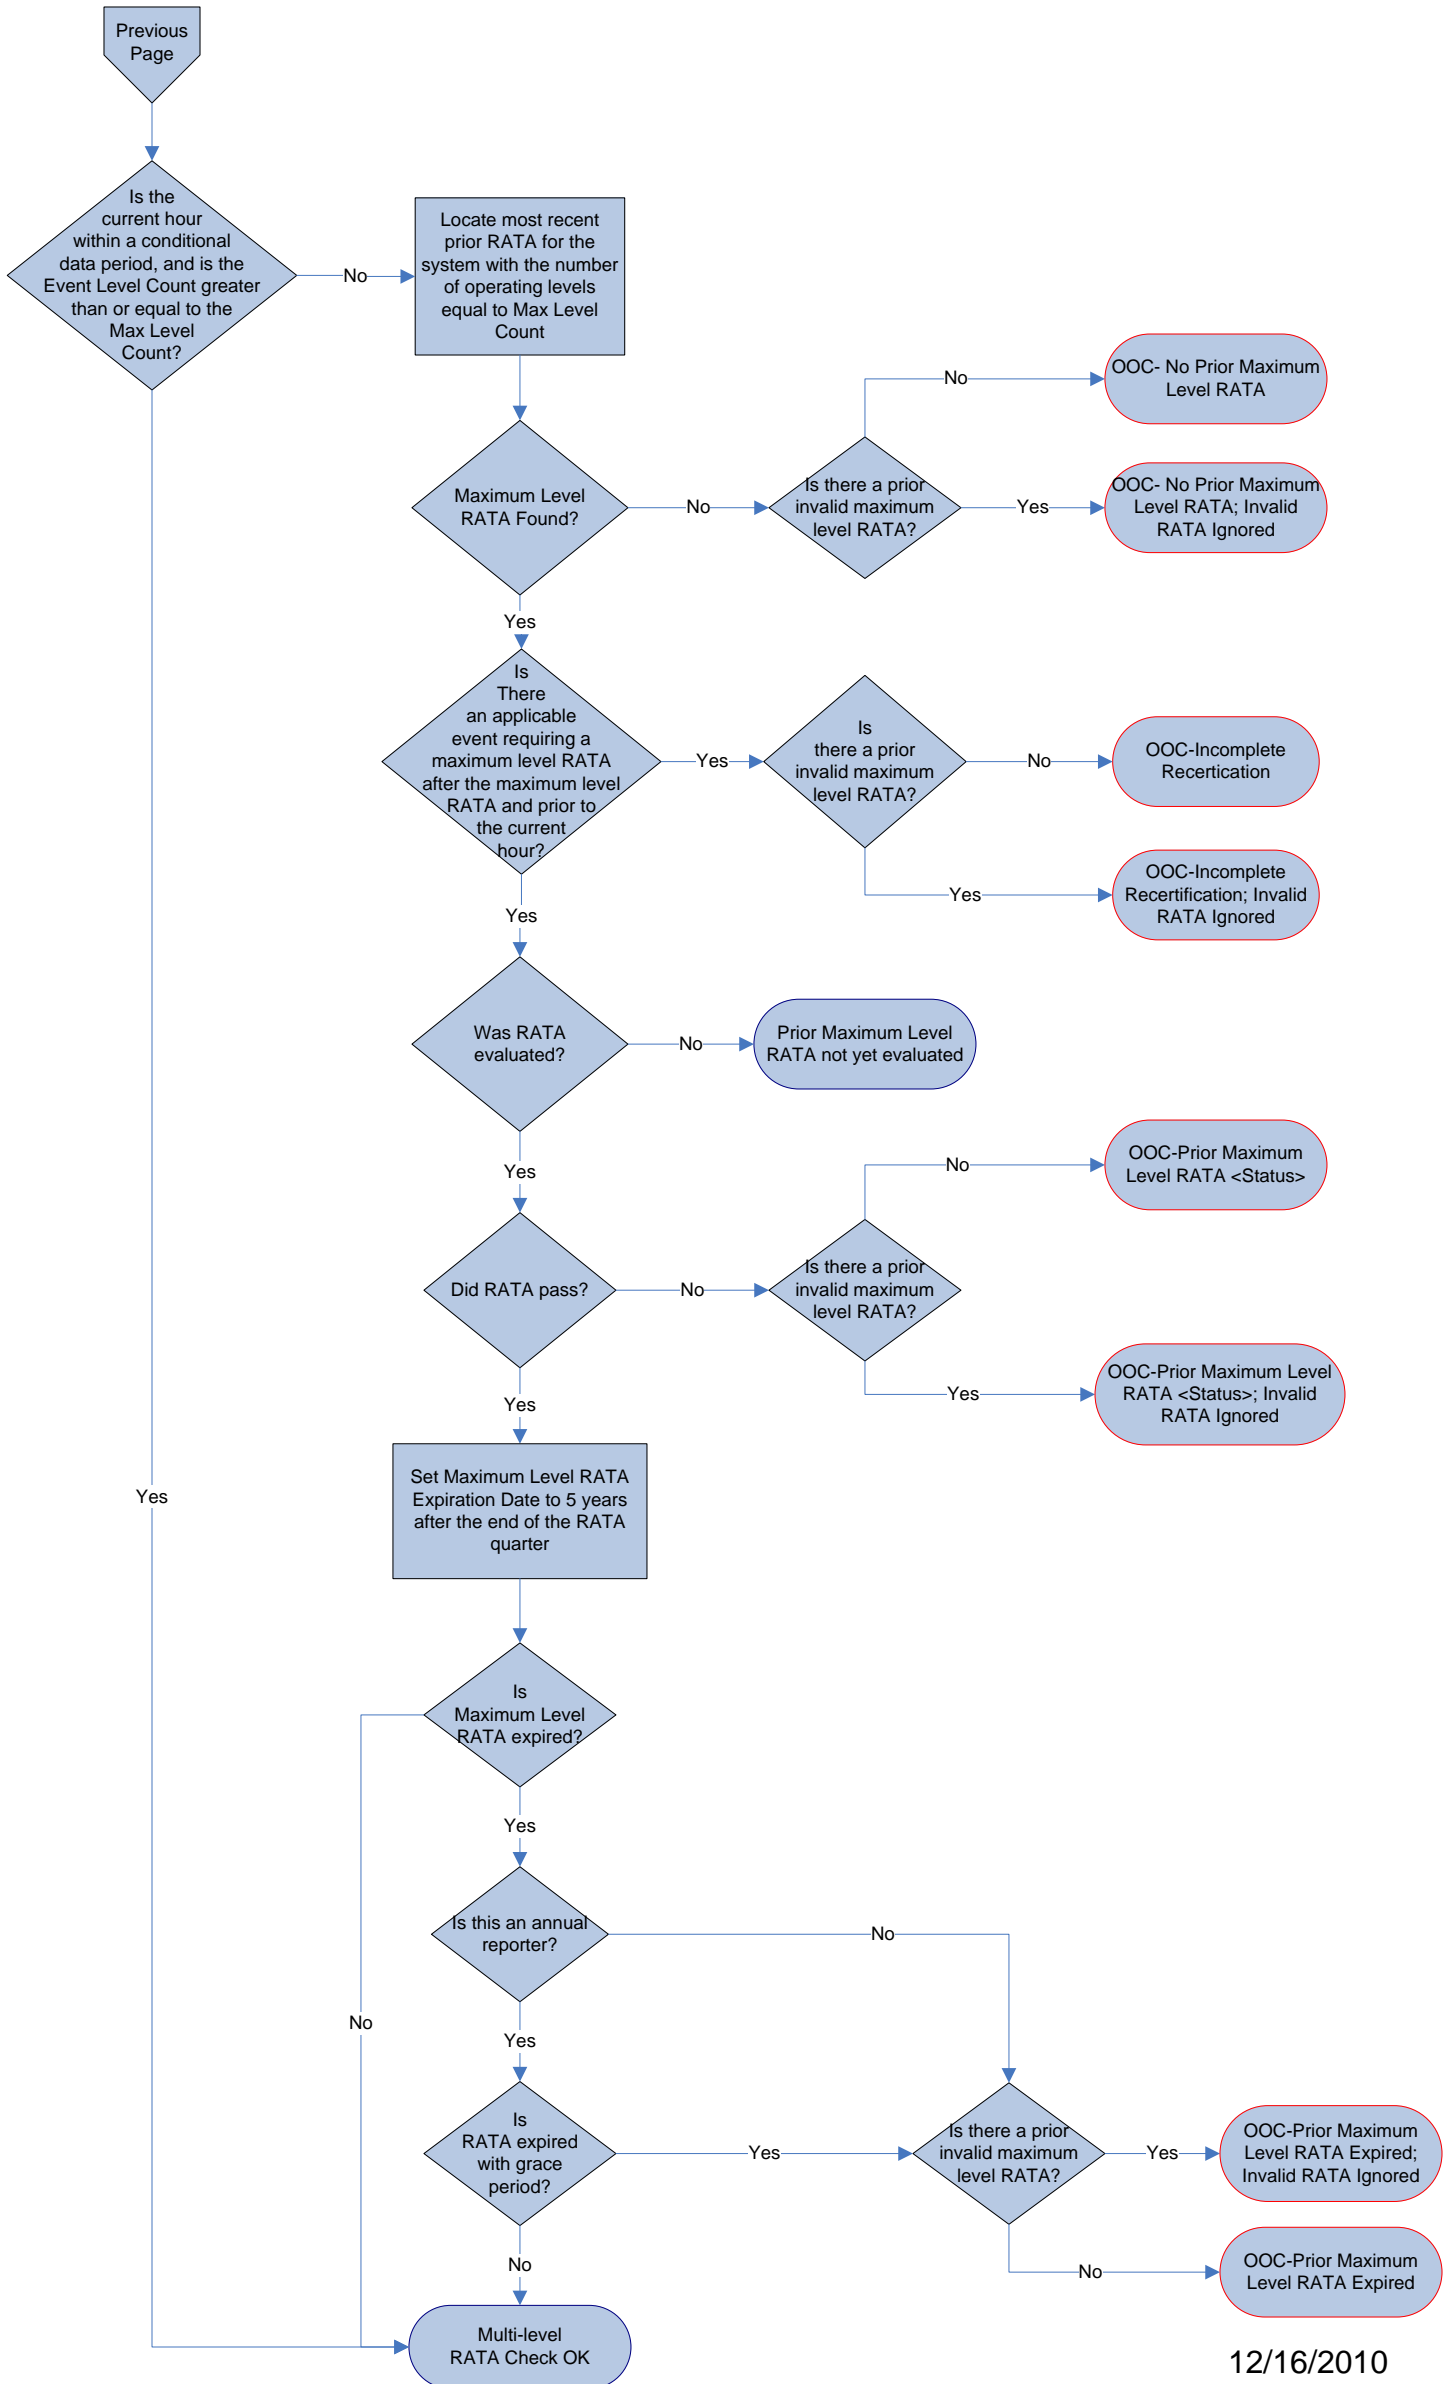 Previous
Page
Is the
current hour
within a conditional
data period, and is the
Event Level Count greater
than or equal to the
Max Level
Count?
No
Locate most recent
prior RATA for the
system with the number
of operating levels
equal to Max Level
Count
No
OOC- No Prior Maximum
Level RATA
Maximum Level
RATA Found?
No
Is there a prior
invalid maximum
level RATA?
Yes
OOC- No Prior Maximum
Level RATA; Invalid
RATA Ignored
Yes
Is
There
an applicable
event requiring a
maximum level RATA
after the maximum level
RATA and prior to
the current
hour?
Yes
Is
there a prior
invalid maximum
level RATA?
No
OOC-Incomplete
Recertication
Yes
OOC-Incomplete
Recertification; Invalid
RATA Ignored
Yes
Was RATA
evaluated?
No
Prior Maximum Level
RATA not yet evaluated
Yes
No
OOC-Prior Maximum
Level RATA <Status>
Did RATA pass?
No
Is there a prior
invalid maximum
level RATA?
Yes
OOC-Prior Maximum Level
RATA <Status>; Invalid
RATA Ignored
Yes
Set Maximum Level RATA
Expiration Date to 5 years
after the end of the RATA
quarter
Yes
Is
Maximum Level
RATA expired?
Yes
Is this an annual
reporter?
No
No
Yes
Is
RATA expired
with grace
period?
Yes
Is there a prior
invalid maximum
level RATA?
Yes
OOC-Prior Maximum
Level RATA Expired;
Invalid RATA Ignored
No
No
OOC-Prior Maximum
Level RATA Expired
Multi-level
RATA Check OK
12/16/2010